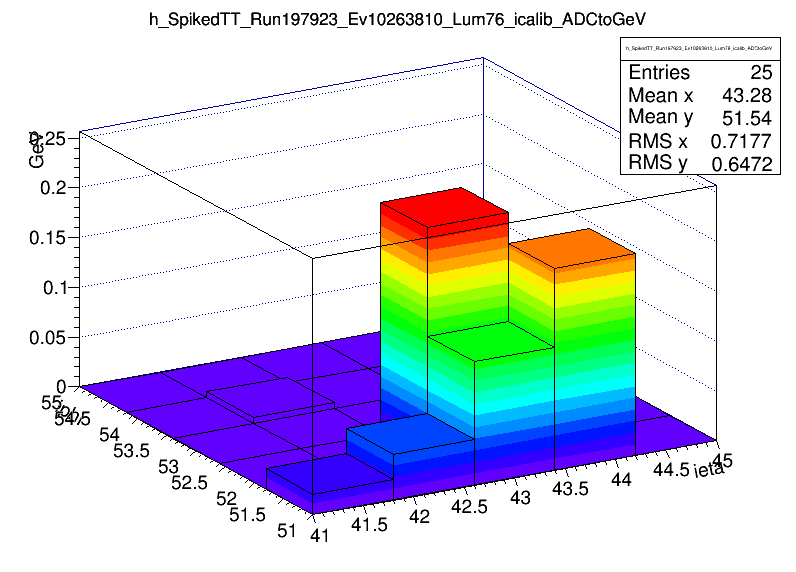 h_SpikedTT_Run197923_Ev10263810_Lum76_icalib_ADCtoGeV
h_SpikedTT_Run197923_Ev10263810_Lum76_icalib_ADCtoGeV
Entries 25
Mean x 43.28
Mean y 51.54
RMS x 0.7177
RMS y 0.6472
GeV
0.25
0.2
0.15
0.1
0.05
0
55
54.5
54
53.5
53
52.5
52
51.5
51
41
41.5
42
42.5
43
43.5
44
44.5
45
ieta